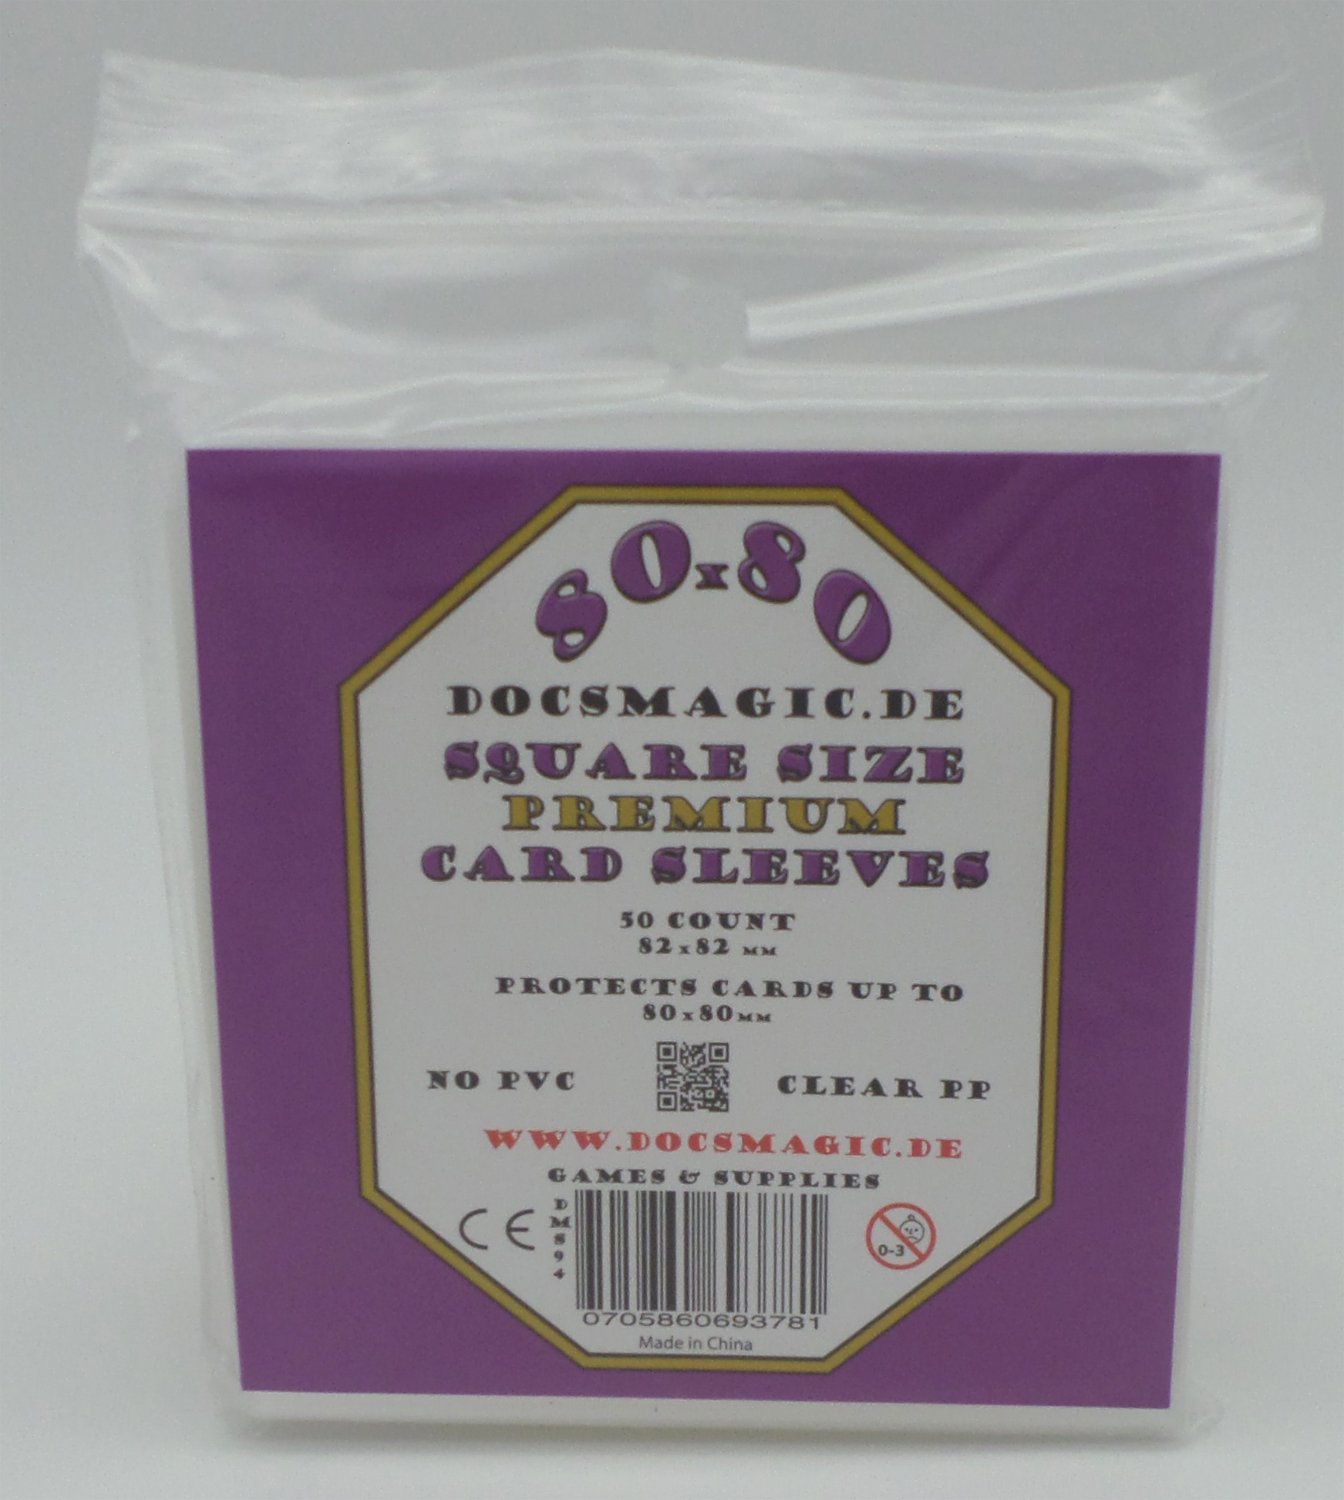 80x80
DOCSMAGIC.DE
SQUARE SIZE
PREMIUM
CARD SLEEVES
50 COUNT
82x82 MM
PROTECTS CARDS UP TO
80x80MM
NO PVC
CLEAR PP
WWW.DOCSMAGIC.DE
GAMES & SUPPLIES
CE
DMS94
0-3
0705860693781
Made in China